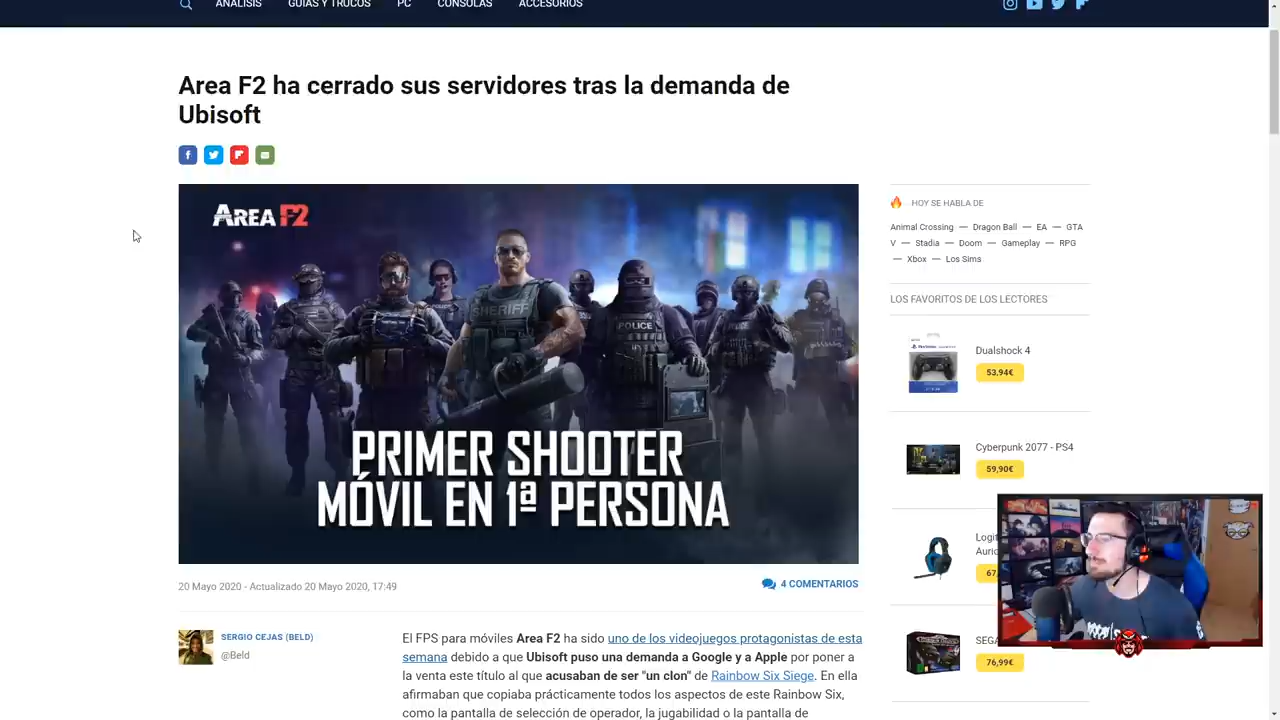 ANÁLISIS GUÍAS Y TRUCOS PC CONSOLAS ACCESORIOS
Area F2 ha cerrado sus servidores tras la demanda de
Ubisoft
AREA F2
SHERIFF
POLICE
PRIMER SHOOTER
MÓVIL EN 1ª PERSONA
20 Mayo 2020 - Actualizado 20 Mayo 2020, 17:49
4 COMENTARIOS
SERGIO CEJAS (BELD)
@Beld
El FPS para móviles Area F2 ha sido uno de los videojuegos protagonistas de esta
semana debido a que Ubisoft puso una demanda a Google y a Apple por poner a
la venta este título al que acusaban de ser "un clon" de Rainbow Six Siege. En ella
afirmaban que copiaba prácticamente todos los aspectos de este Rainbow Six,
como la pantalla de selección de operador, la jugabilidad o la pantalla de
HOY SE HABLA DE
Animal Crossing — Dragon Ball — EA — GTA
V — Stadia — Doom — Gameplay — RPG
— Xbox — Los Sims
LOS FAVORITOS DE LOS LECTORES
Dualshock 4
53,94€
Cyberpunk 2077 - PS4
59,90€
67,
SEGA
76,99€